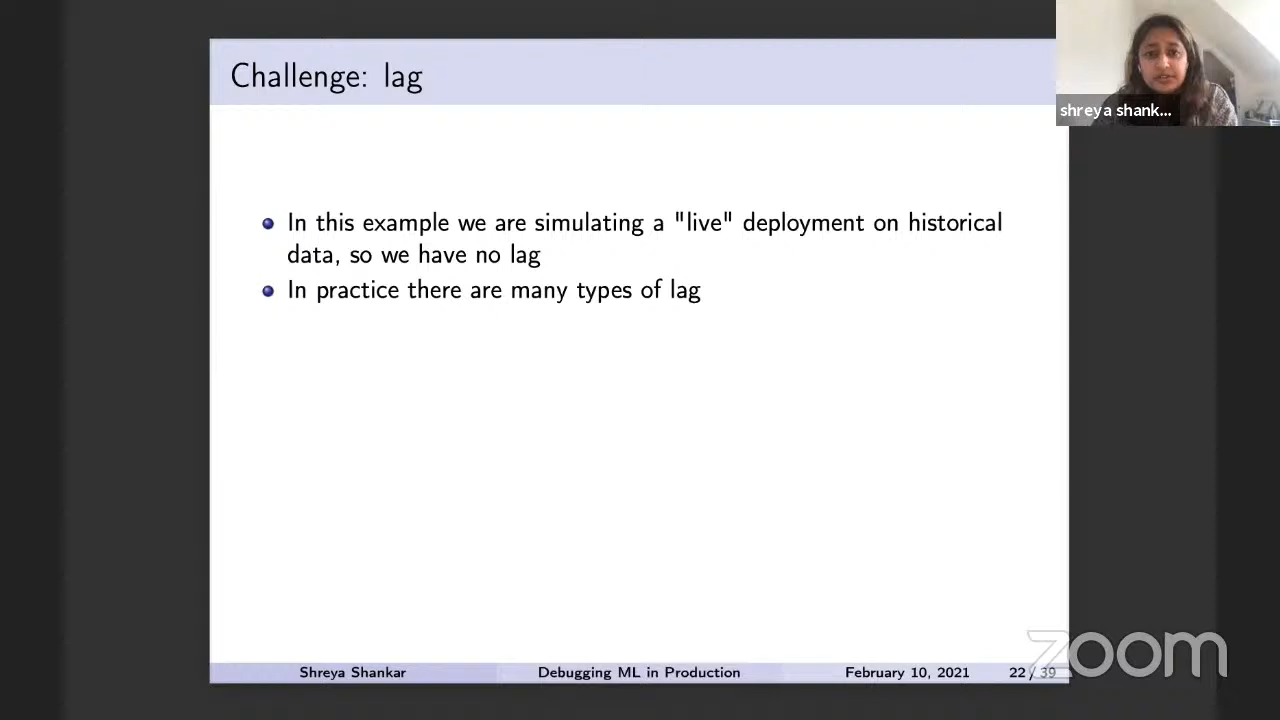 Challenge: lag
shreya shank...
In this example we are simulating a "live" deployment on historical
data, so we have no lag
In practice there are many types of lag
Shreya Shankar Debugging ML in Production February 10, 2021 22 / 39
zoom